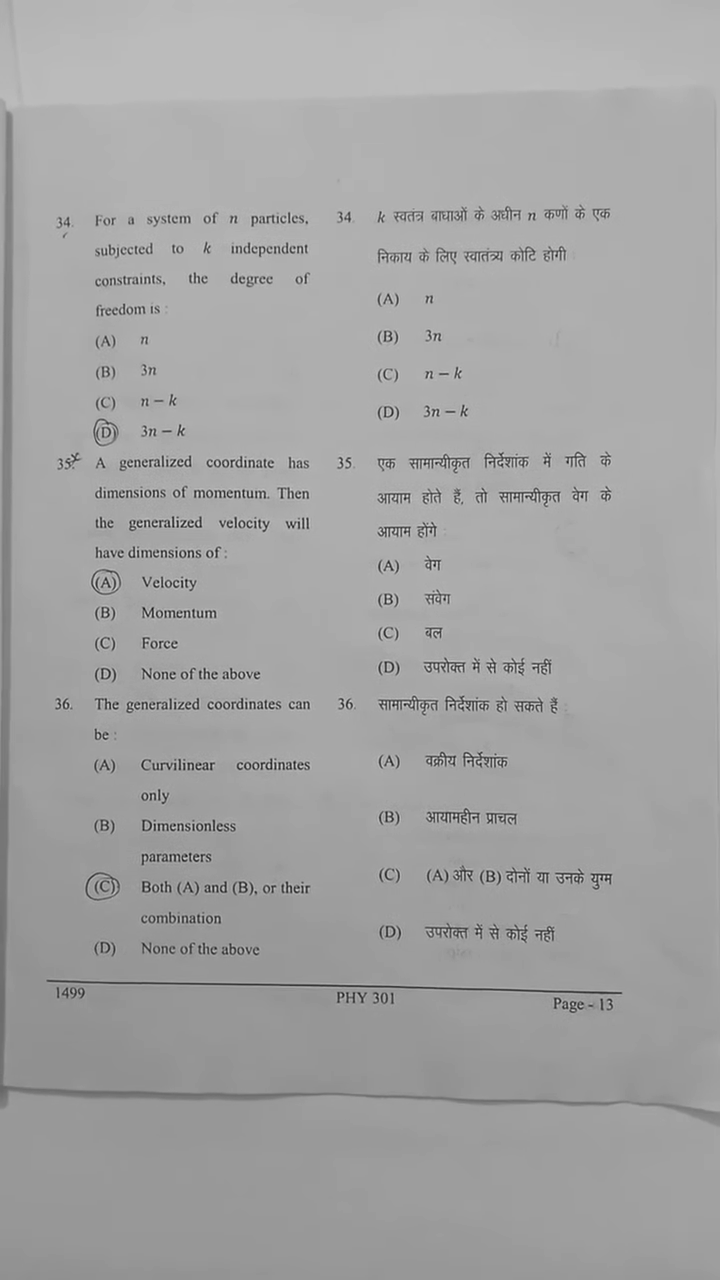 34. For a system of n particles,
subjected to k independent
constraints, the degree of
freedom is :
(A) n
(B) 3n
(C) n – k
(D) 3n – k
35. A generalized coordinate has
dimensions of momentum. Then
the generalized velocity will
have dimensions of :
(A) Velocity
(B) Momentum
(C) Force
(D) None of the above
36. The generalized coordinates can
be :
(A) Curvilinear coordinates
only
(B) Dimensionless
parameters
(C) Both (A) and (B), or their
combination
(D) None of the above
34. k स्वतंत्र बाधाओं के अधीन n कणों के एक
निकाय के लिए स्वातंत्र्य कोटि होगी
(A) n
(B) 3n
(C) n – k
(D) 3n – k
35. एक सामान्यीकृत निर्देशांक में गति के
आयाम होते हैं, तो सामान्यीकृत वेग के
आयाम होंगे :
(A) वेग
(B) संवेग
(C) बल
(D) उपरोक्त में से कोई नहीं
36. सामान्यीकृत निर्देशांक हो सकते हैं :
(A) वक्रीय निर्देशांक
(B) आयामहीन प्राचल
(C) (A) और (B) दोनों या उनके युग्म
(D) उपरोक्त में से कोई नहीं
1499 PHY 301 Page - 13